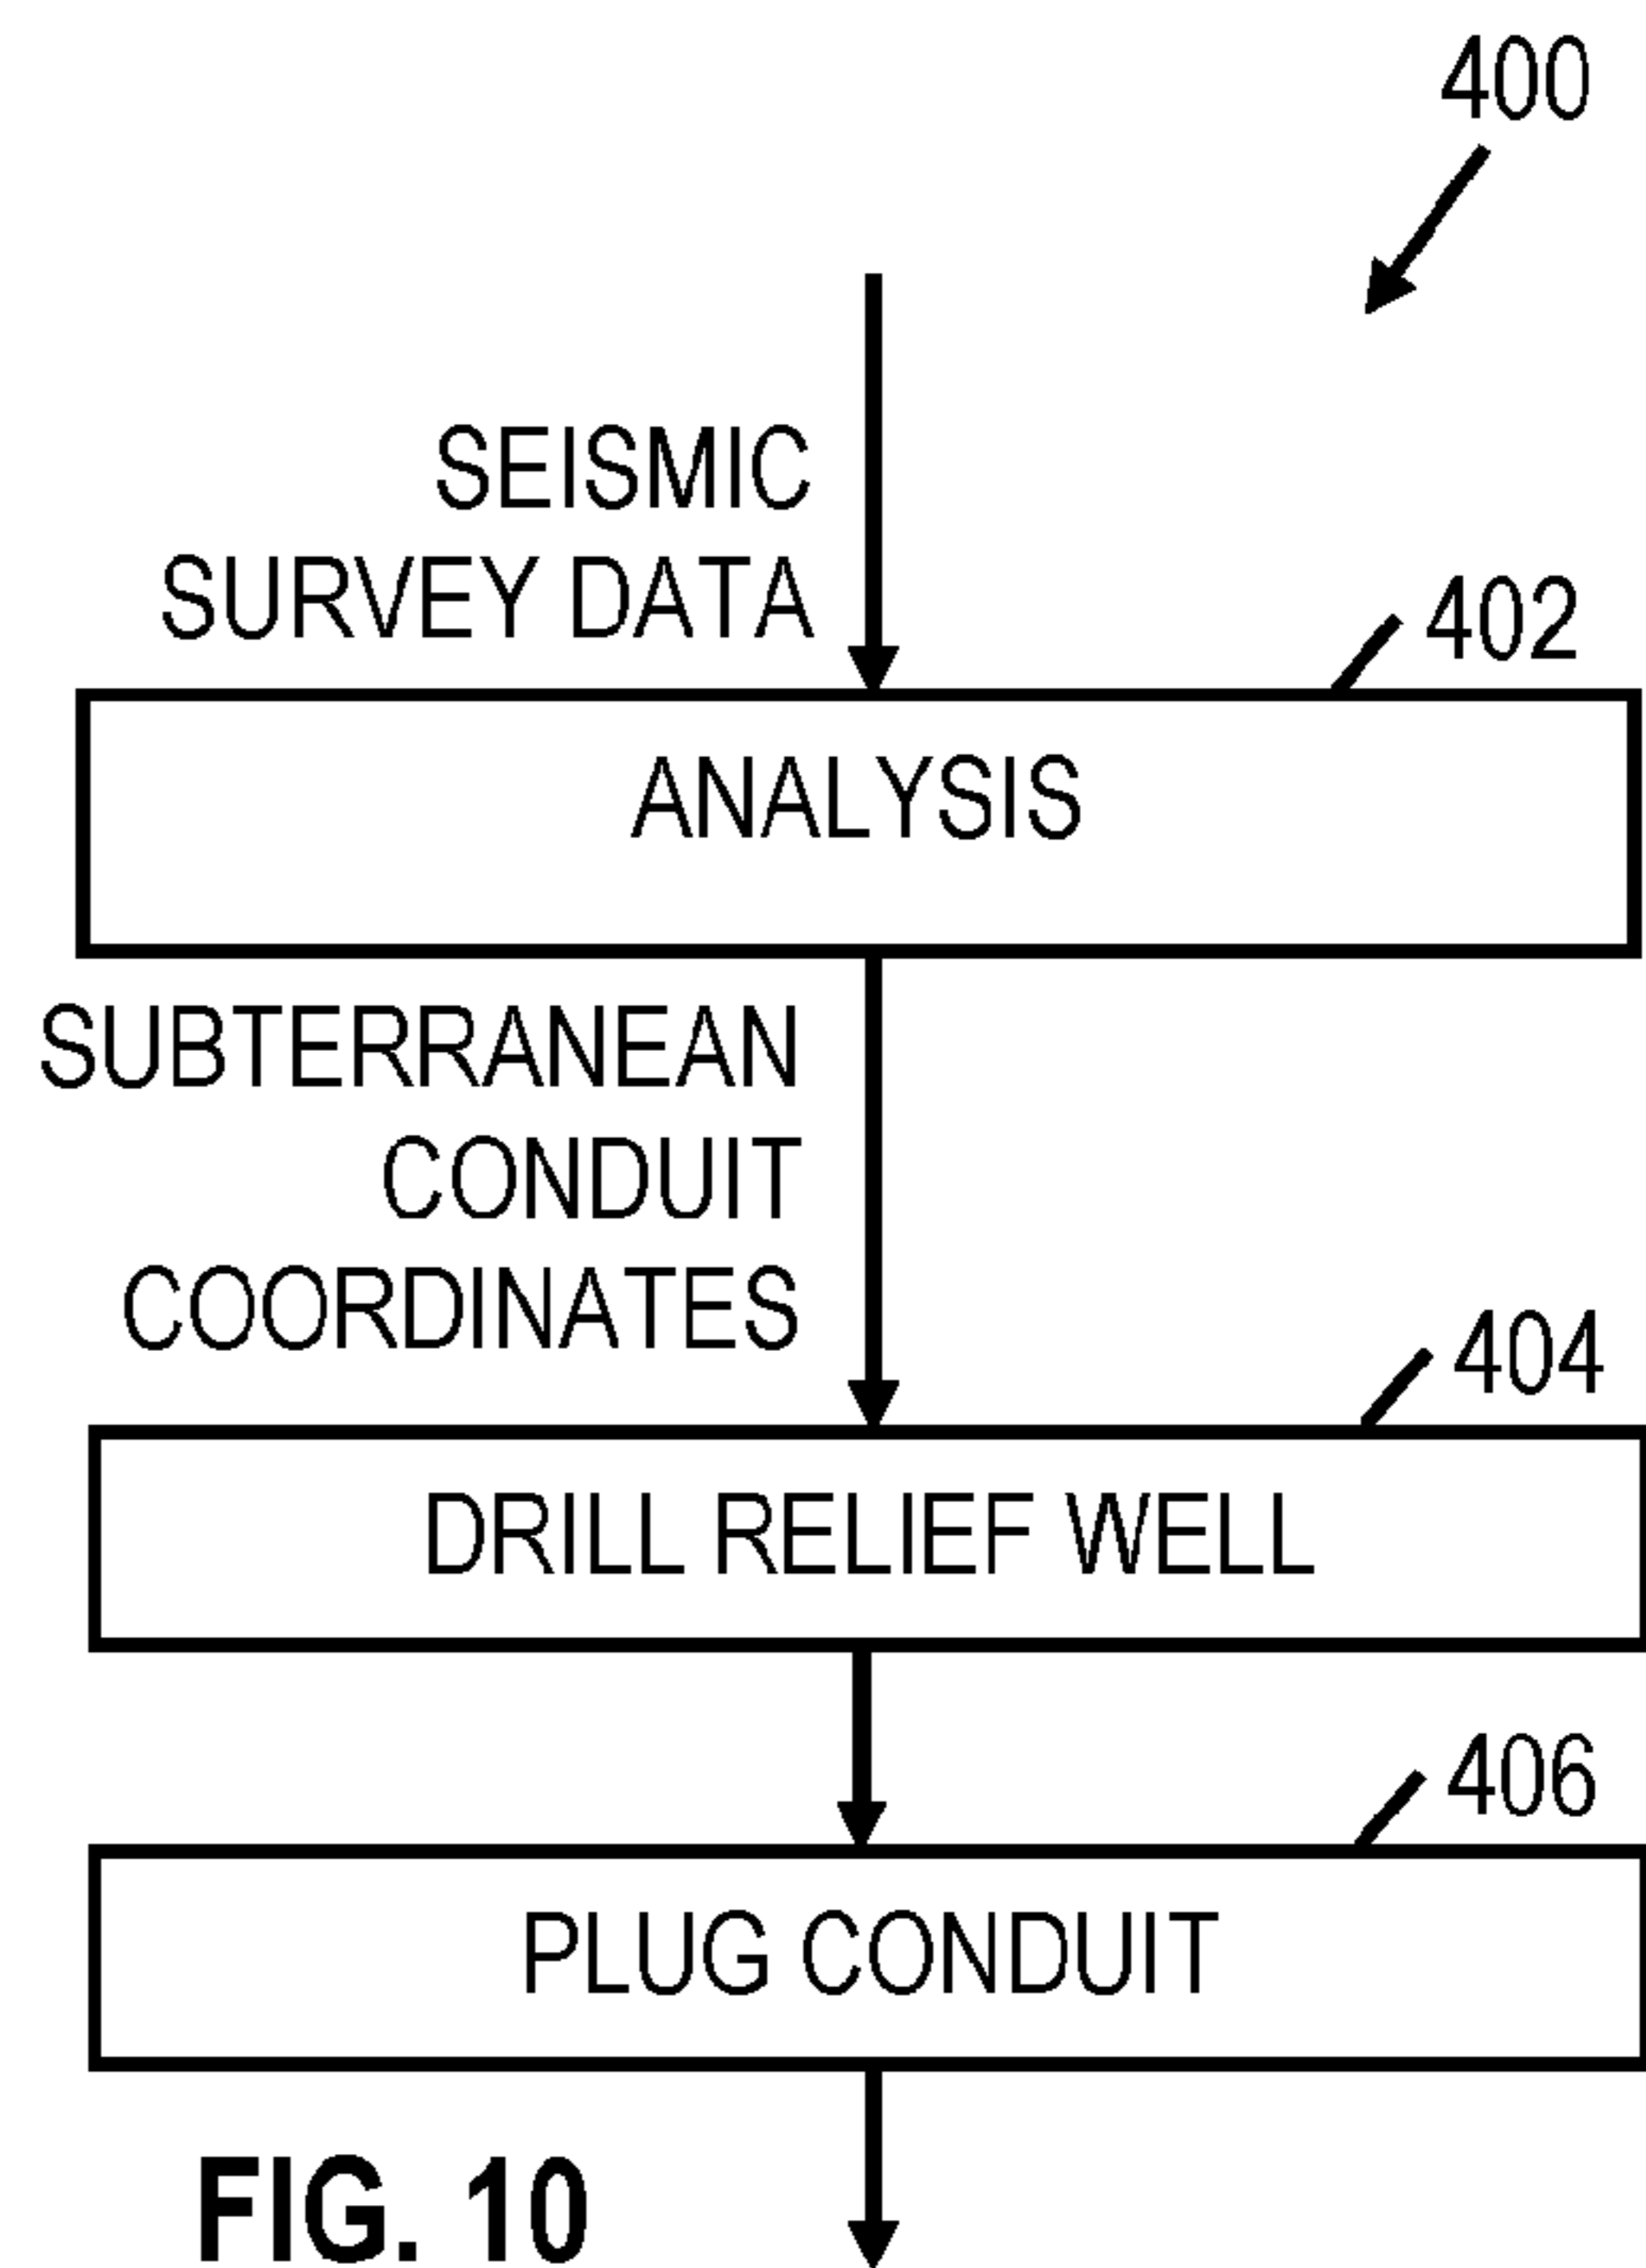 400
SEISMIC
SURVEY DATA
402
ANALYSIS
SUBTERRANEAN
CONDUIT
COORDINATES
404
DRILL RELIEF WELL
406
PLUG CONDUIT
FIG. 10